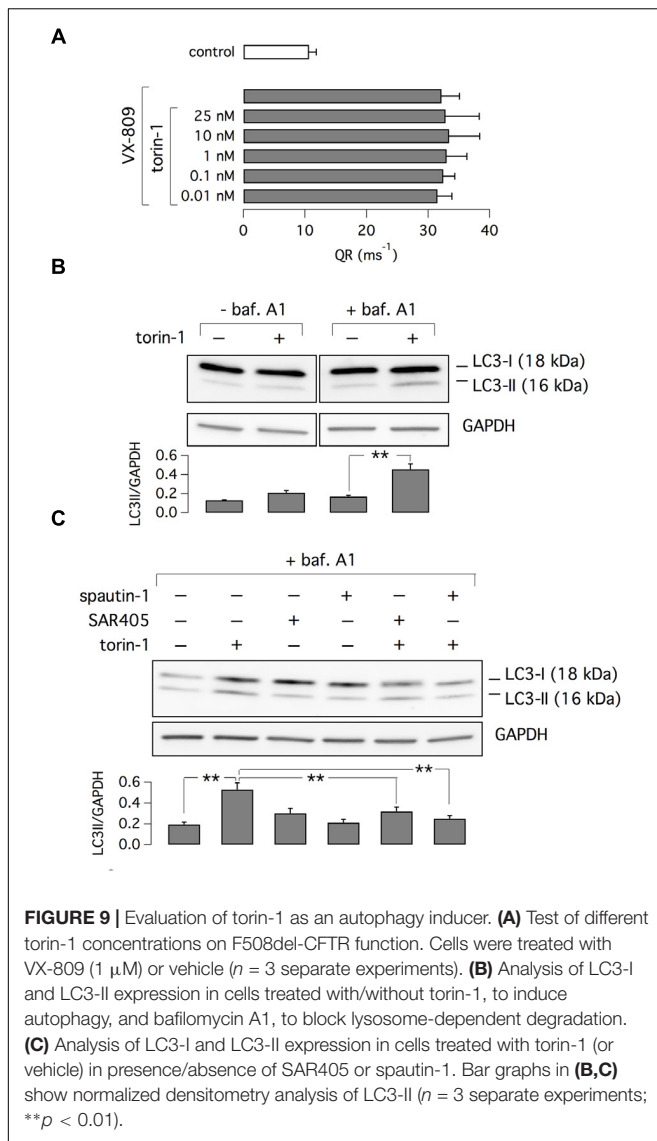 A
control
VX-809
torin-1
25 nM
10 nM
1 nM
0.1 nM
0.01 nM
0 10 20 30 40
QR (ms⁻¹)
B
- baf. A1 + baf. A1
torin-1 − + − +
LC3-I (18 kDa)
LC3-II (16 kDa)
GAPDH
LC3II/GAPDH
0.6
0.4
0.2
0.0
**
C
+ baf. A1
spautin-1 − − − + − +
SAR405 − − + − + −
torin-1 − + − − + +
LC3-I (18 kDa)
LC3-II (16 kDa)
GAPDH
LC3II/GAPDH
0.6
0.4
0.2
0.0
** ** **
FIGURE 9 | Evaluation of torin-1 as an autophagy inducer. (A) Test of different
torin-1 concentrations on F508del-CFTR function. Cells were treated with
VX-809 (1 μM) or vehicle (n = 3 separate experiments). (B) Analysis of LC3-I
and LC3-II expression in cells treated with/without torin-1, to induce
autophagy, and bafilomycin A1, to block lysosome-dependent degradation.
(C) Analysis of LC3-I and LC3-II expression in cells treated with torin-1 (or
vehicle) in presence/absence of SAR405 or spautin-1. Bar graphs in (B,C)
show normalized densitometry analysis of LC3-II (n = 3 separate experiments;
**p < 0.01).